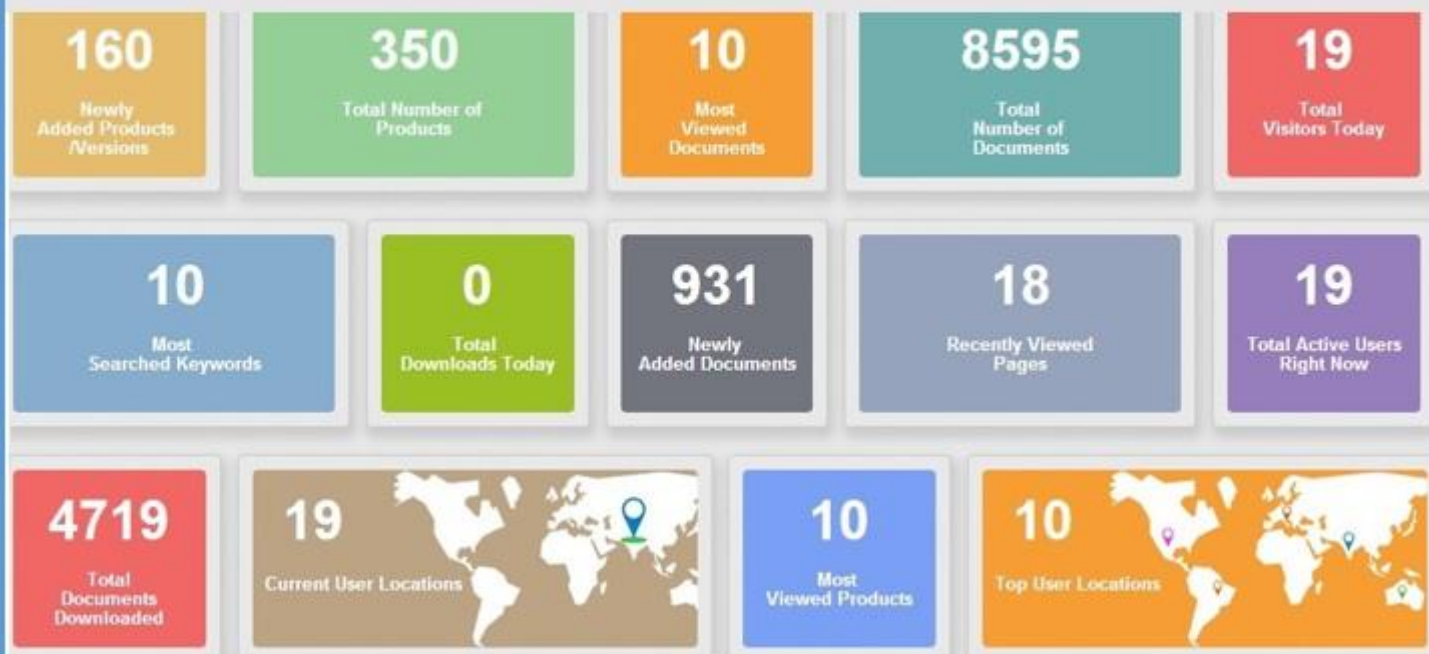 160
Newly
Added Products
/Versions
350
Total Number of
Products
10
Most
Viewed
Documents
8595
Total
Number of
Documents
19
Total
Visitors Today
10
Most
Searched Keywords
0
Total
Downloads Today
931
Newly
Added Documents
18
Recently Viewed
Pages
19
Total Active Users
Right Now
4719
Total
Documents
Downloaded
19
Current User Locations
10
Most
Viewed Products
10
Top User Locations